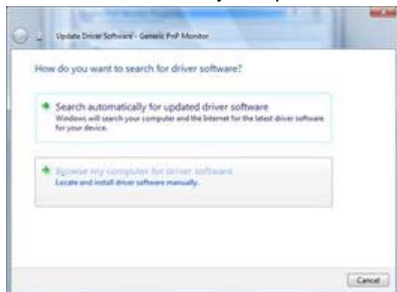 Update Driver Software - Generic PnP Monitor
How do you want to search for driver software?
Search automatically for updated driver software
Windows will search your computer and the Internet for the latest driver software
for your device.
Browse my computer for driver software
Locate and install driver software manually.
Cancel